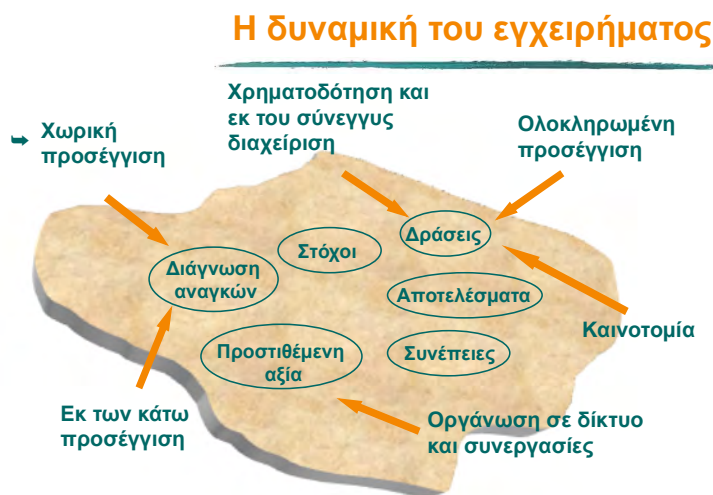 Η δυναμική του εγχειρήματος
Χρηματοδότηση και
εκ του σύνεγγυς
διαχείριση
Χωρική
προσέγγιση
Ολοκληρωμένη
προσέγγιση
Δράσεις
Στόχοι
Διάγνωση
αναγκών
Αποτελέσματα
Καινοτομία
Προστιθέμενη
αξία
Συνέπειες
Εκ των κάτω
προσέγγιση
Οργάνωση σε δίκτυο
και συνεργασίες